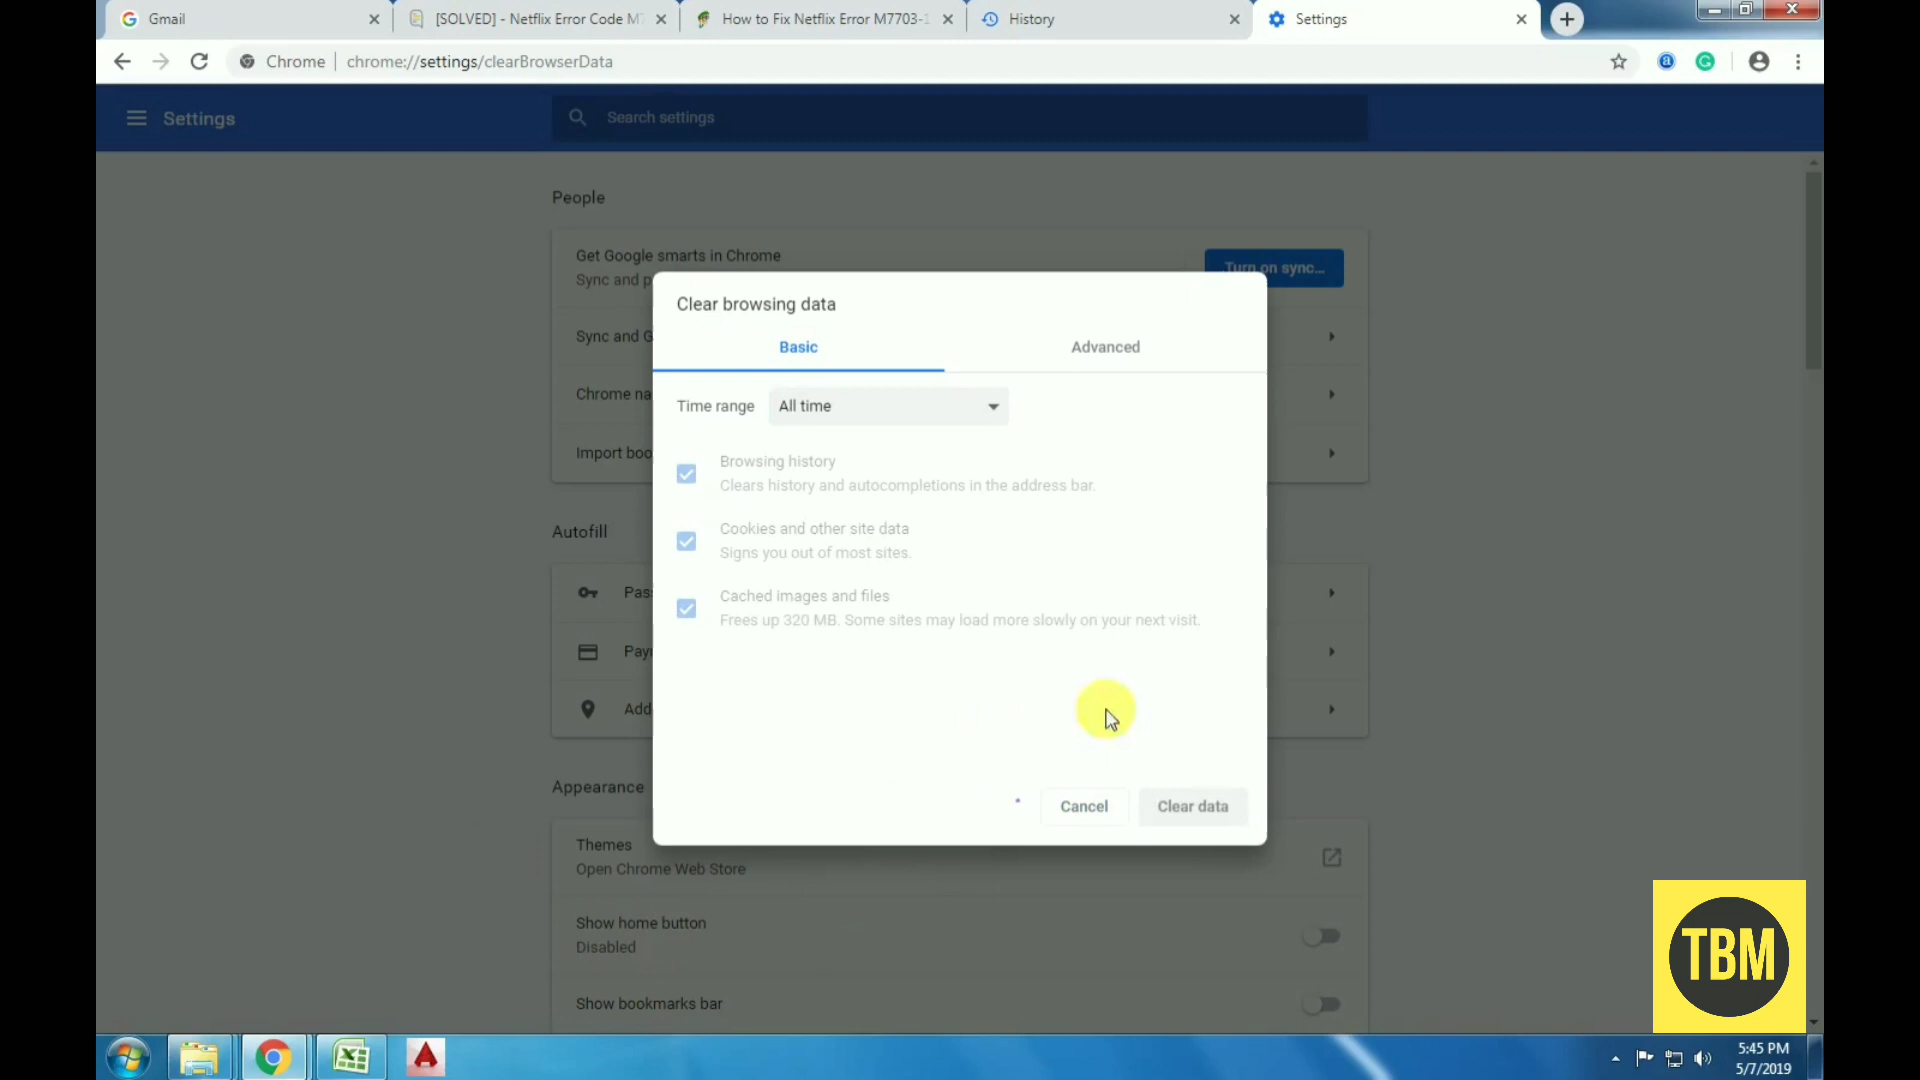 Gmail
[SOLVED] - Netflix Error Code M7
How to Fix Netflix Error M7703-1
History
Settings
Chrome
chrome://settings/clearBrowserData
Settings
Search settings
People
Get Google smarts in Chrome
Sync and p
Turn on sync...
Sync and G
Chrome na
Import boo
Autofill
Pas
Pay
Add
Appearance
Themes
Open Chrome Web Store
Show home button
Disabled
Show bookmarks bar
Clear browsing data
Basic
Advanced
Time range
All time
Browsing history
Clears history and autocompletions in the address bar.
Cookies and other site data
Signs you out of most sites.
Cached images and files
Frees up 320 MB. Some sites may load more slowly on your next visit.
Cancel
Clear data
TBM
5:45 PM
5/7/2019